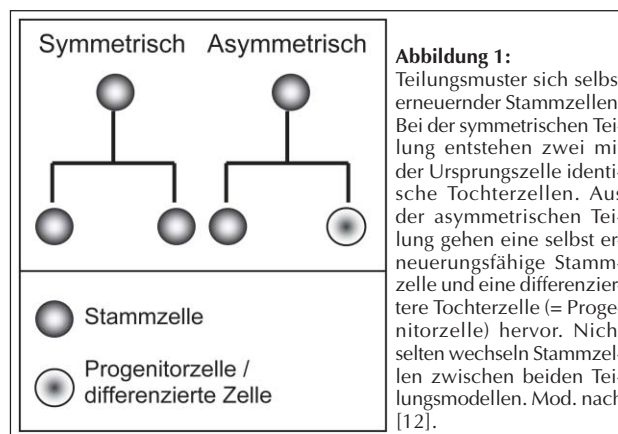 Symmetrisch Asymmetrisch
Stammzelle
Progenitorzelle /
differenzierte Zelle
Abbildung 1:
Teilungsmuster sich selbs
erneuernder Stammzellen
Bei der symmetrischen Tei-
lung entstehen zwei mi
der Ursprungszelle identi-
sche Tochterzellen. Aus
der asymmetrischen Tei-
lung gehen eine selbst er-
neuerungsfähige Stamm-
zelle und eine differenzier-
tere Tochterzelle (= Proge-
nitorzelle) hervor. Nich
selten wechseln Stammzel-
len zwischen beiden Tei-
lungsmodellen. Mod. nach
[12].